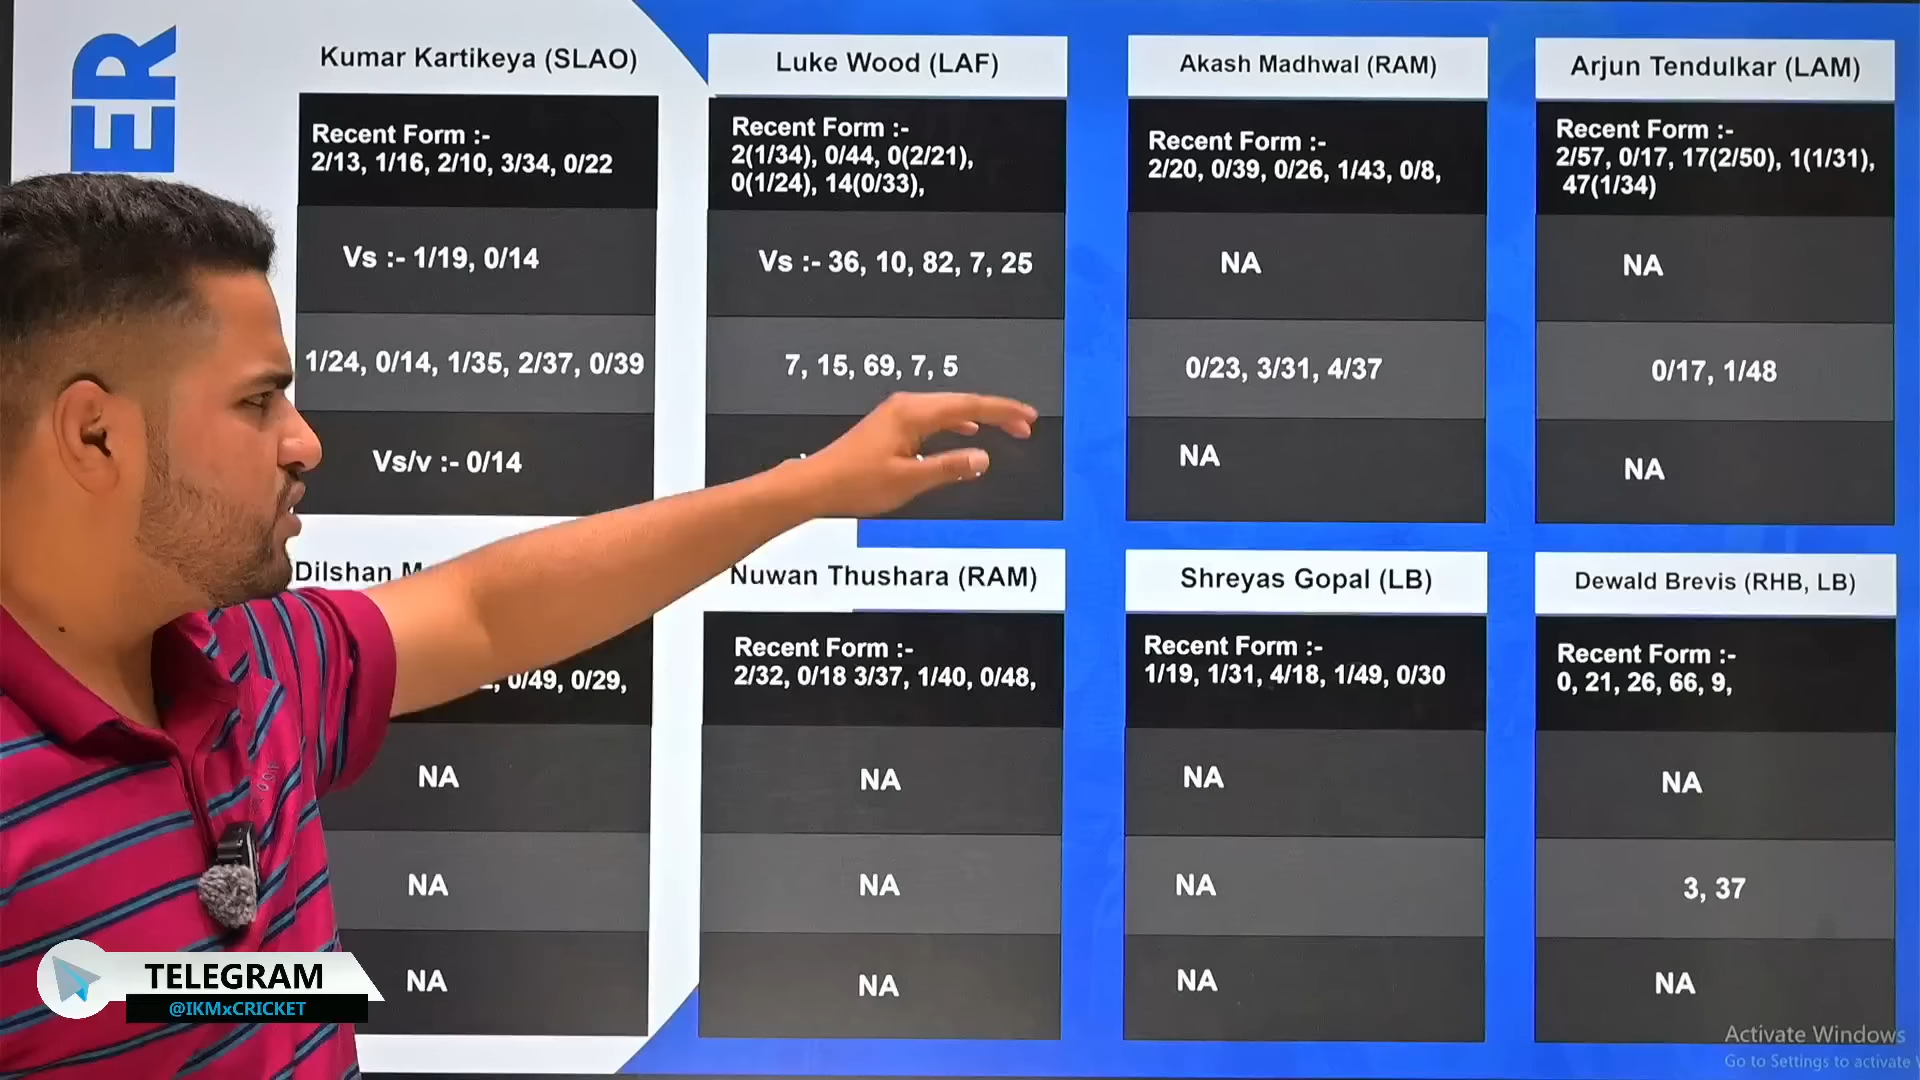 ER
Kumar Kartikeya (SLAO)
Recent Form :-
2/13, 1/16, 2/10, 3/34, 0/22
Vs :- 1/19, 0/14
1/24, 0/14, 1/35, 2/37, 0/39
Vs/v :- 0/14
Luke Wood (LAF)
Recent Form :-
2(1/34), 0/44, 0(2/21),
0(1/24), 14(0/33),
Vs :- 36, 10, 82, 7, 25
7, 15, 69, 7, 5
Akash Madhwal (RAM)
Recent Form :-
2/20, 0/39, 0/26, 1/43, 0/8,
NA
0/23, 3/31, 4/37
NA
Arjun Tendulkar (LAM)
Recent Form :-
2/57, 0/17, 17(2/50), 1(1/31),
47(1/34)
NA
0/17, 1/48
NA
Dilshan
0/49, 0/29,
NA
NA
NA
Nuwan Thushara (RAM)
Recent Form :-
2/32, 0/18 3/37, 1/40, 0/48,
NA
NA
NA
Shreyas Gopal (LB)
Recent Form :-
1/19, 1/31, 4/18, 1/49, 0/30
NA
NA
NA
Dewald Brevis (RHB, LB)
Recent Form :-
0, 21, 26, 66, 9,
NA
3, 37
NA
TELEGRAM
@IKMxCRICKET
Activate Windows
Go to Settings to activate